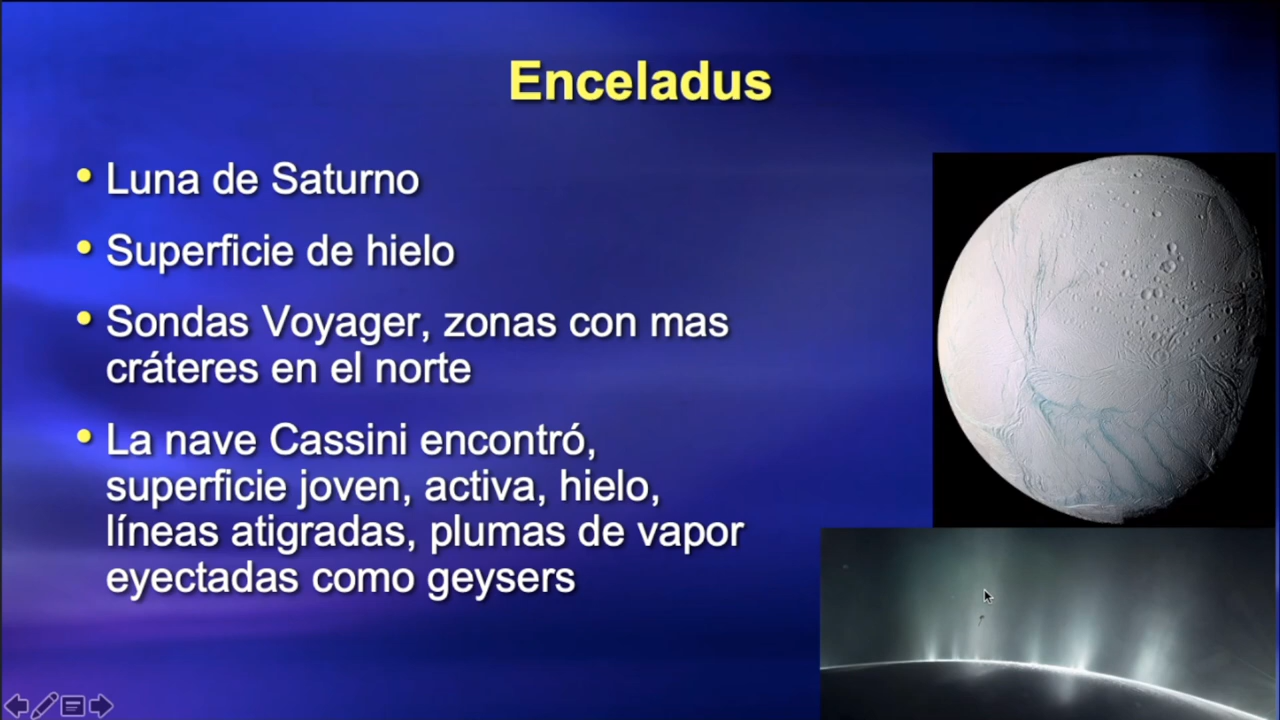 Enceladus
• Luna de Saturno
• Superficie de hielo
• Sondas Voyager, zonas con mas
cráteres en el norte
• La nave Cassini encontró,
superficie joven, activa, hielo,
líneas atigradas, plumas de vapor
eyectadas como geysers